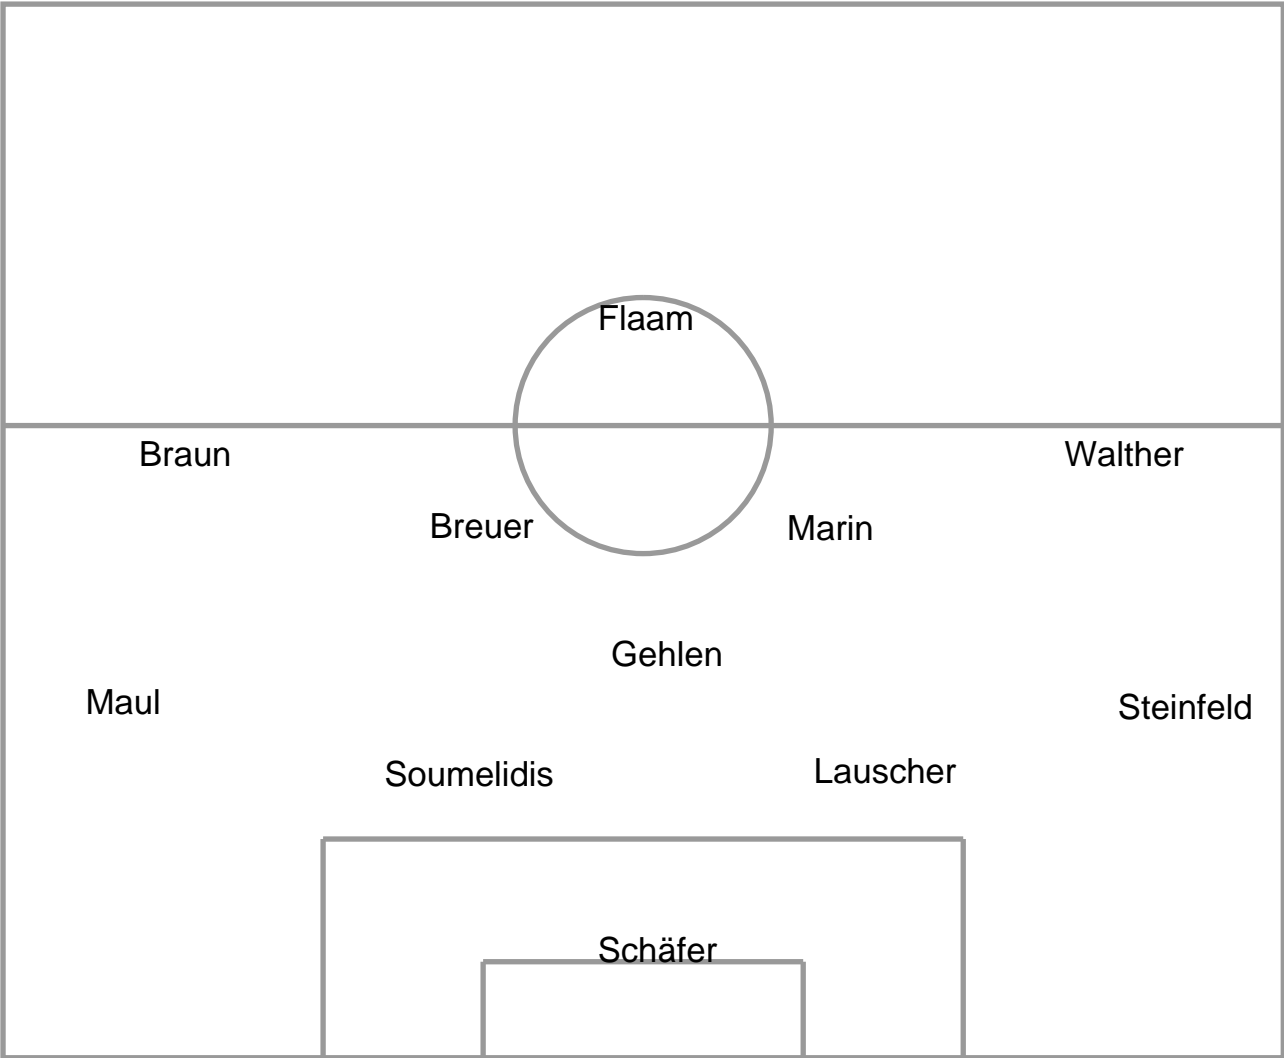 Flaam
Braun
Walther
Breuer
Marin
Gehlen
Maul
Steinfeld
Soumelidis
Lauscher
Schäfer